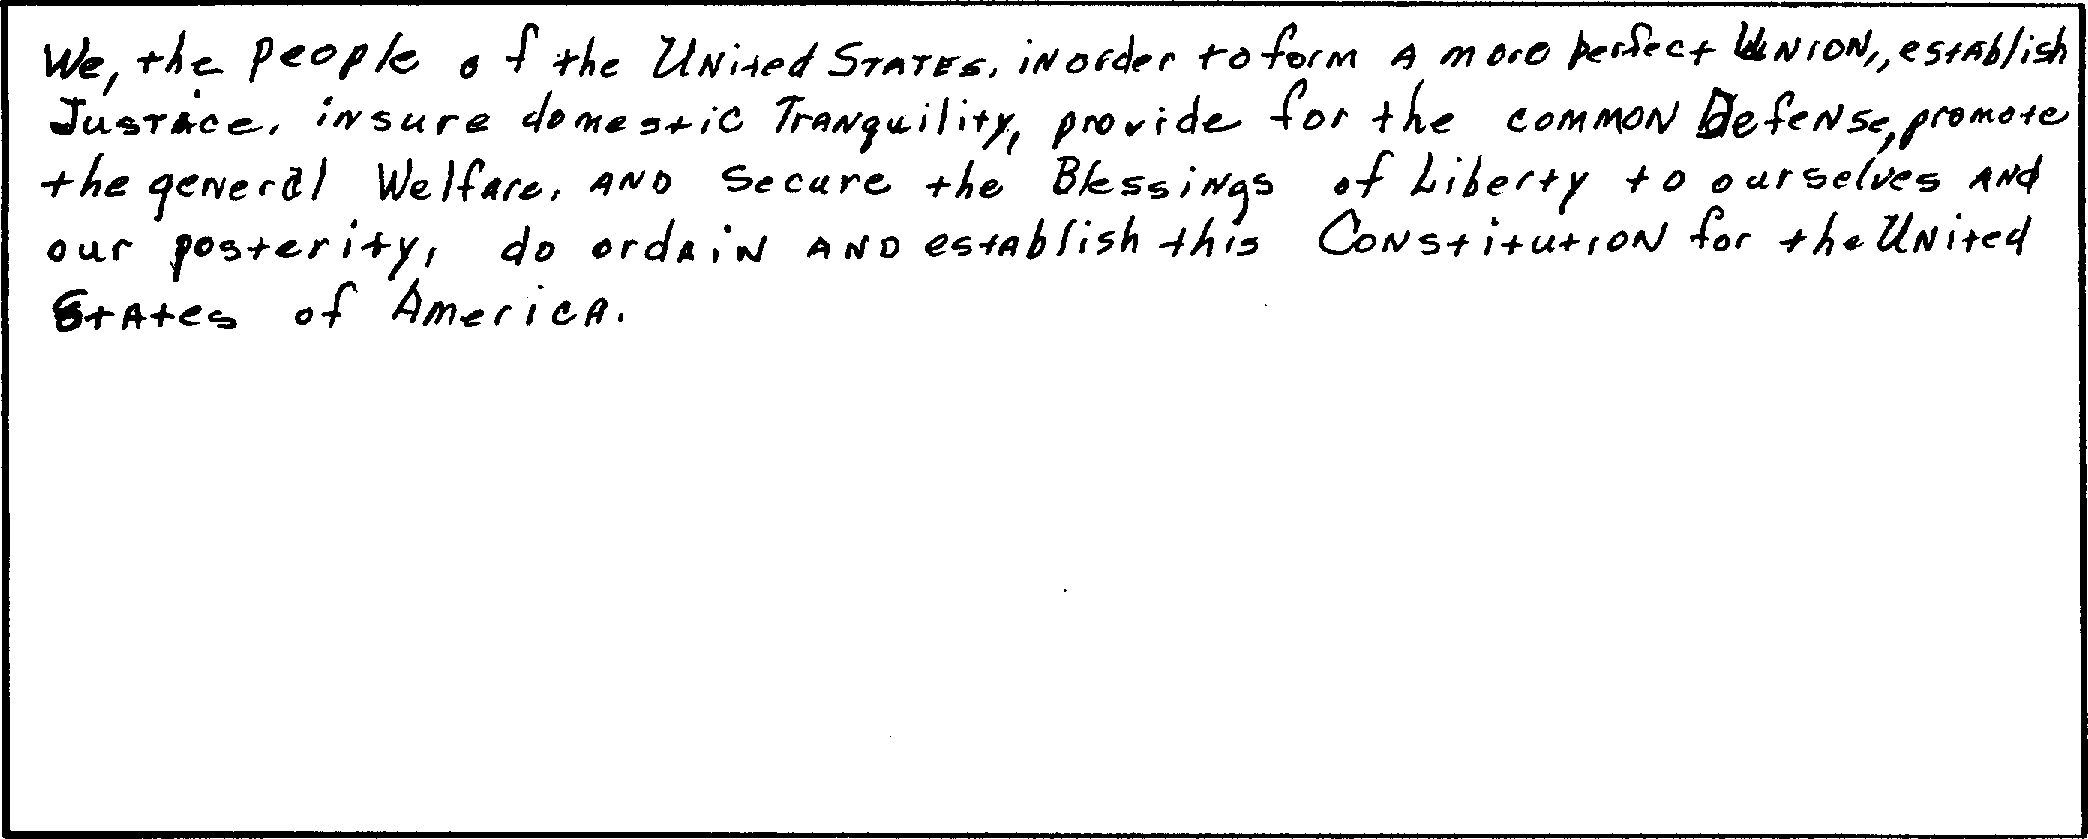 We, the people of the United States, in order to form a more perfect Union, establish
Justice, insure domestic Tranquility, provide for the common Defense, promote
the general Welfare, and secure the Blessings of Liberty to ourselves and
our posterity, do ordain and establish this Constitution for the United
States of America.